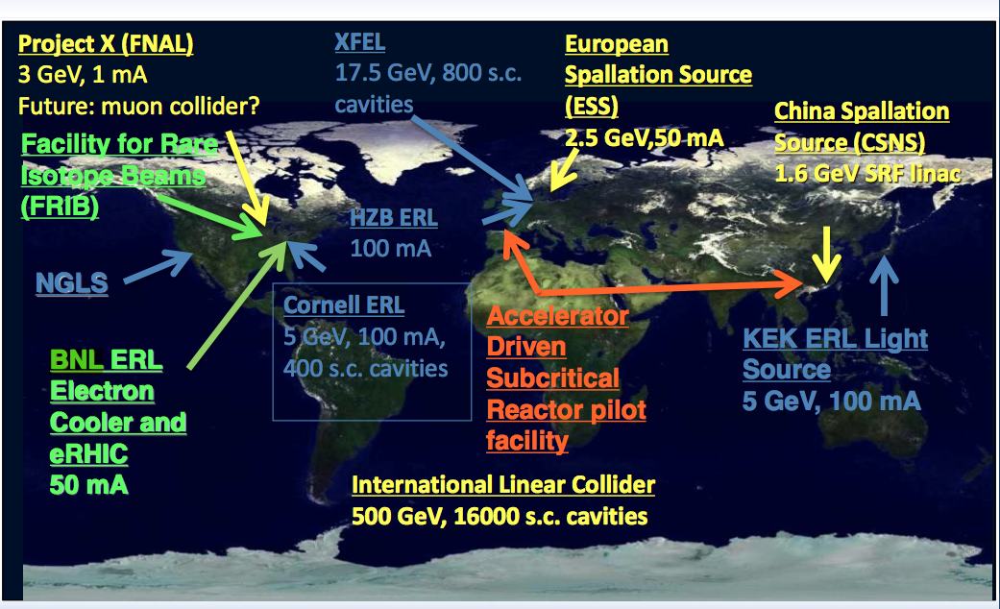 Project X (FNAL)
3 GeV, 1 mA
Future: muon collider?
XFEL
17.5 GeV, 800 s.c.
cavities
European
Spallation Source
(ESS)
2.5 GeV,50 mA
China Spallation
Source (CSNS)
1.6 GeV SRF linac
Facility for Rare
Isotope Beams
(FRIB)
HZB ERL
100 mA
NGLS
Cornell ERL
5 GeV, 100 mA,
400 s.c. cavities
Accelerator
Driven
Subcritical
Reactor pilot
facility
KEK ERL Light
Source
5 GeV, 100 mA
BNL ERL
Electron
Cooler and
eRHIC
50 mA
International Linear Collider
500 GeV, 16000 s.c. cavities